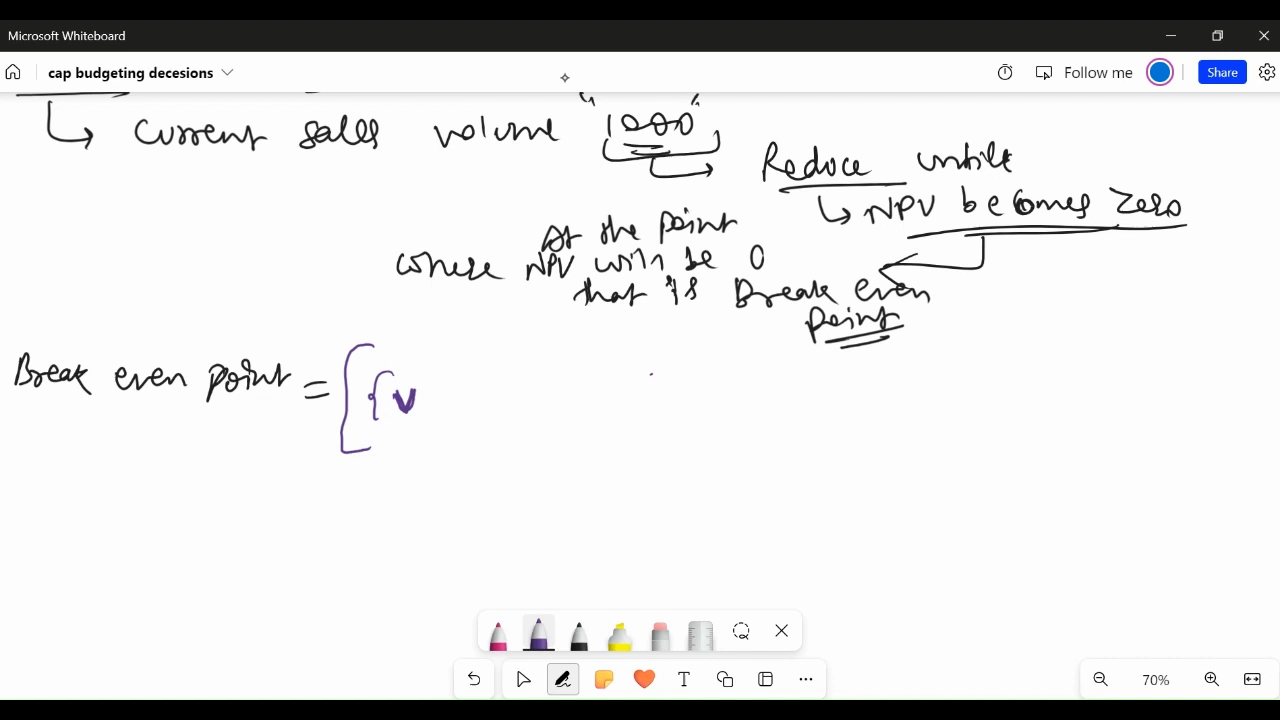 Microsoft Whiteboard
cap budgeting decesions
Follow me
Share
current sales volume "1000"
Reduce untill
NPV becomes zero
At the point
where NPV will be 0
that is Break even
point
Break even point = [{v
70%